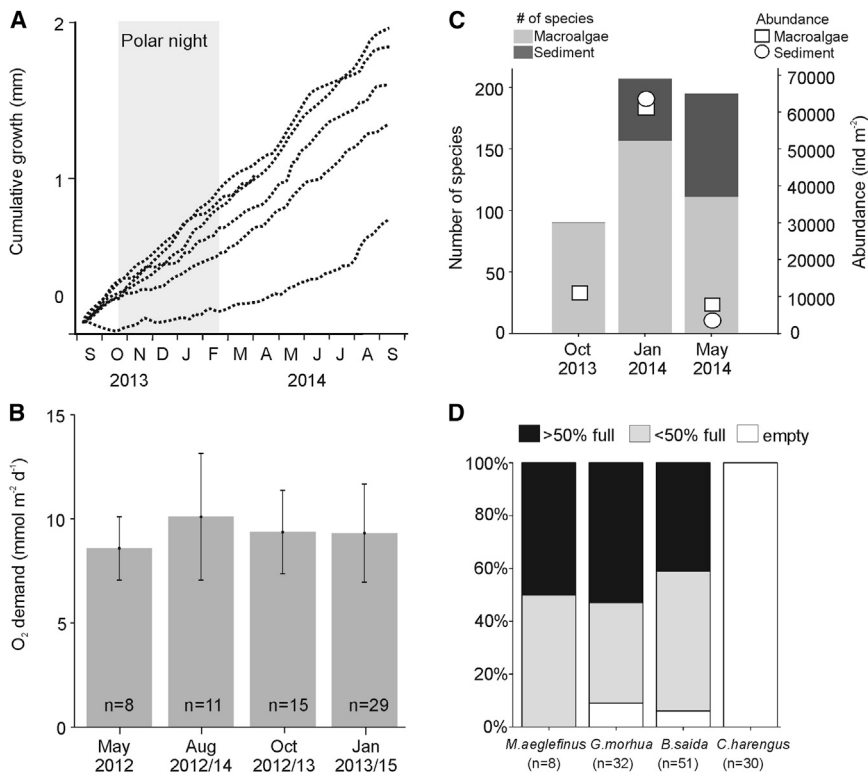 A
2
1
0
Cumulative growth (mm)
Polar night
S O N D J F M A M J J A S
2013 2014
B
15
10
5
0
O₂ demand (mmol m⁻² d⁻¹)
n=8 n=11 n=15 n=29
May Aug Oct Jan
2012 2012/14 2012/13 2013/15
C
# of species
Macroalgae
Sediment
Abundance
Macroalgae
Sediment
200
150
100
50
0
Number of species
70000
60000
50000
40000
30000
20000
10000
0
Abundance (ind m⁻²)
Oct Jan May
2013 2014 2014
D
>50% full <50% full empty
100%
80%
60%
40%
20%
0%
M.aeglefinus G.morhua B.saida C.harengus
(n=8) (n=32) (n=51) (n=30)